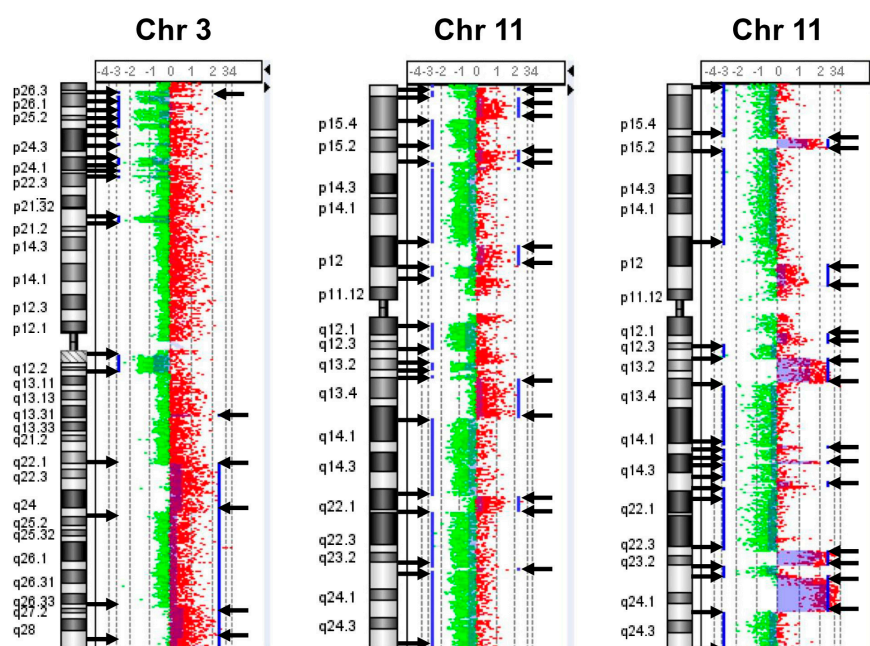 Chr 3
Chr 11
Chr 11
-4-3 -2 -1 0 1 2 34
-4-3-2 -1 0 1 2 34
-4-3-2 -1 0 1 2 34
p26.3
p26.1
p25.2
p24.3
p24.1
p22.3
p21.32
p21.2
p14.3
p14.1
p12.3
p12.1
q12.2
q13.11
q13.13
q13.31
q13.33
q21.2
q22.1
q22.3
q24
q25.2
q25.32
q26.1
q26.31
q26.33
q27.2
q28
p15.4
p15.2
p14.3
p14.1
p12
p11.12
q12.1
q12.3
q13.2
q13.4
q14.1
q14.3
q22.1
q22.3
q23.2
q24.1
q24.3
p15.4
p15.2
p14.3
p14.1
p12
p11.12
q12.1
q12.3
q13.2
q13.4
q14.1
q14.3
q22.1
q22.3
q23.2
q24.1
q24.3